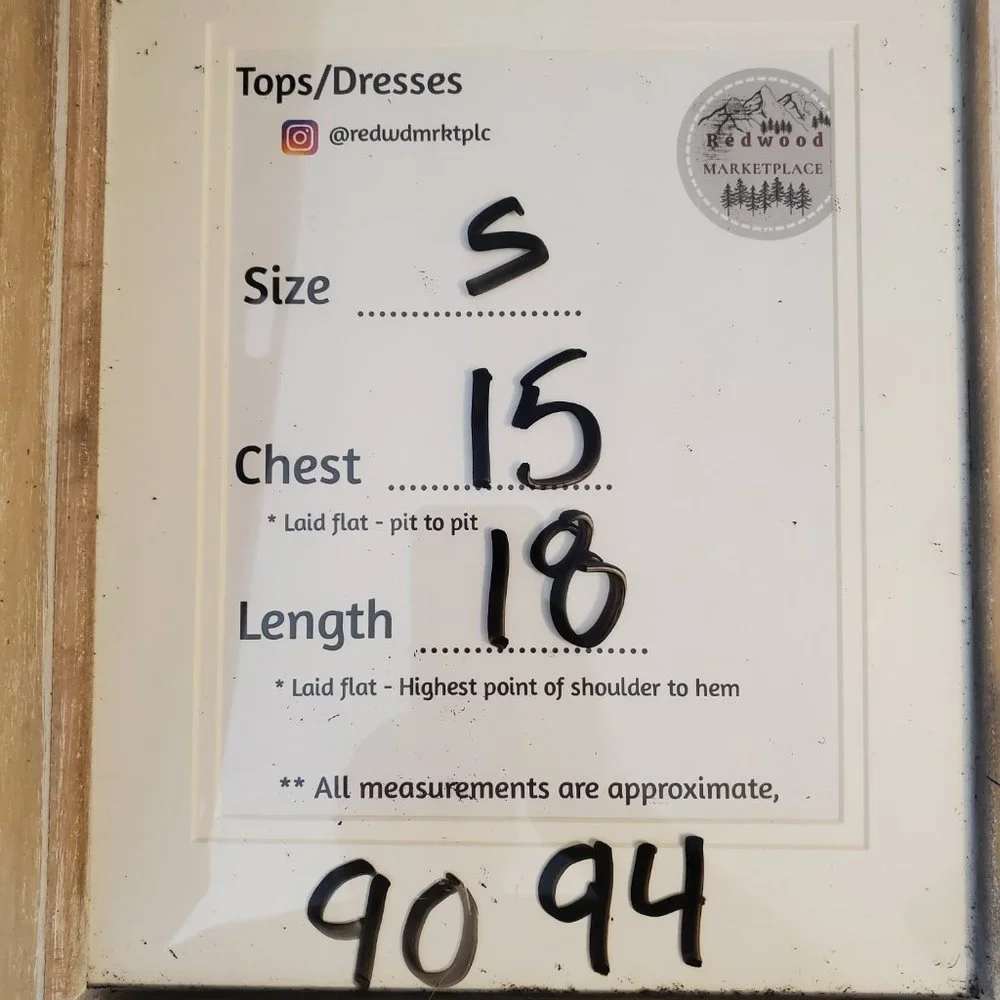 Tops/Dresses
@redwdmrktplc
Redwood
MARKETPLACE
Size S
Chest 15
* Laid flat - pit to pit
Length 18
* Laid flat - Highest point of shoulder to hem
** All measurements are approximate,
90 94